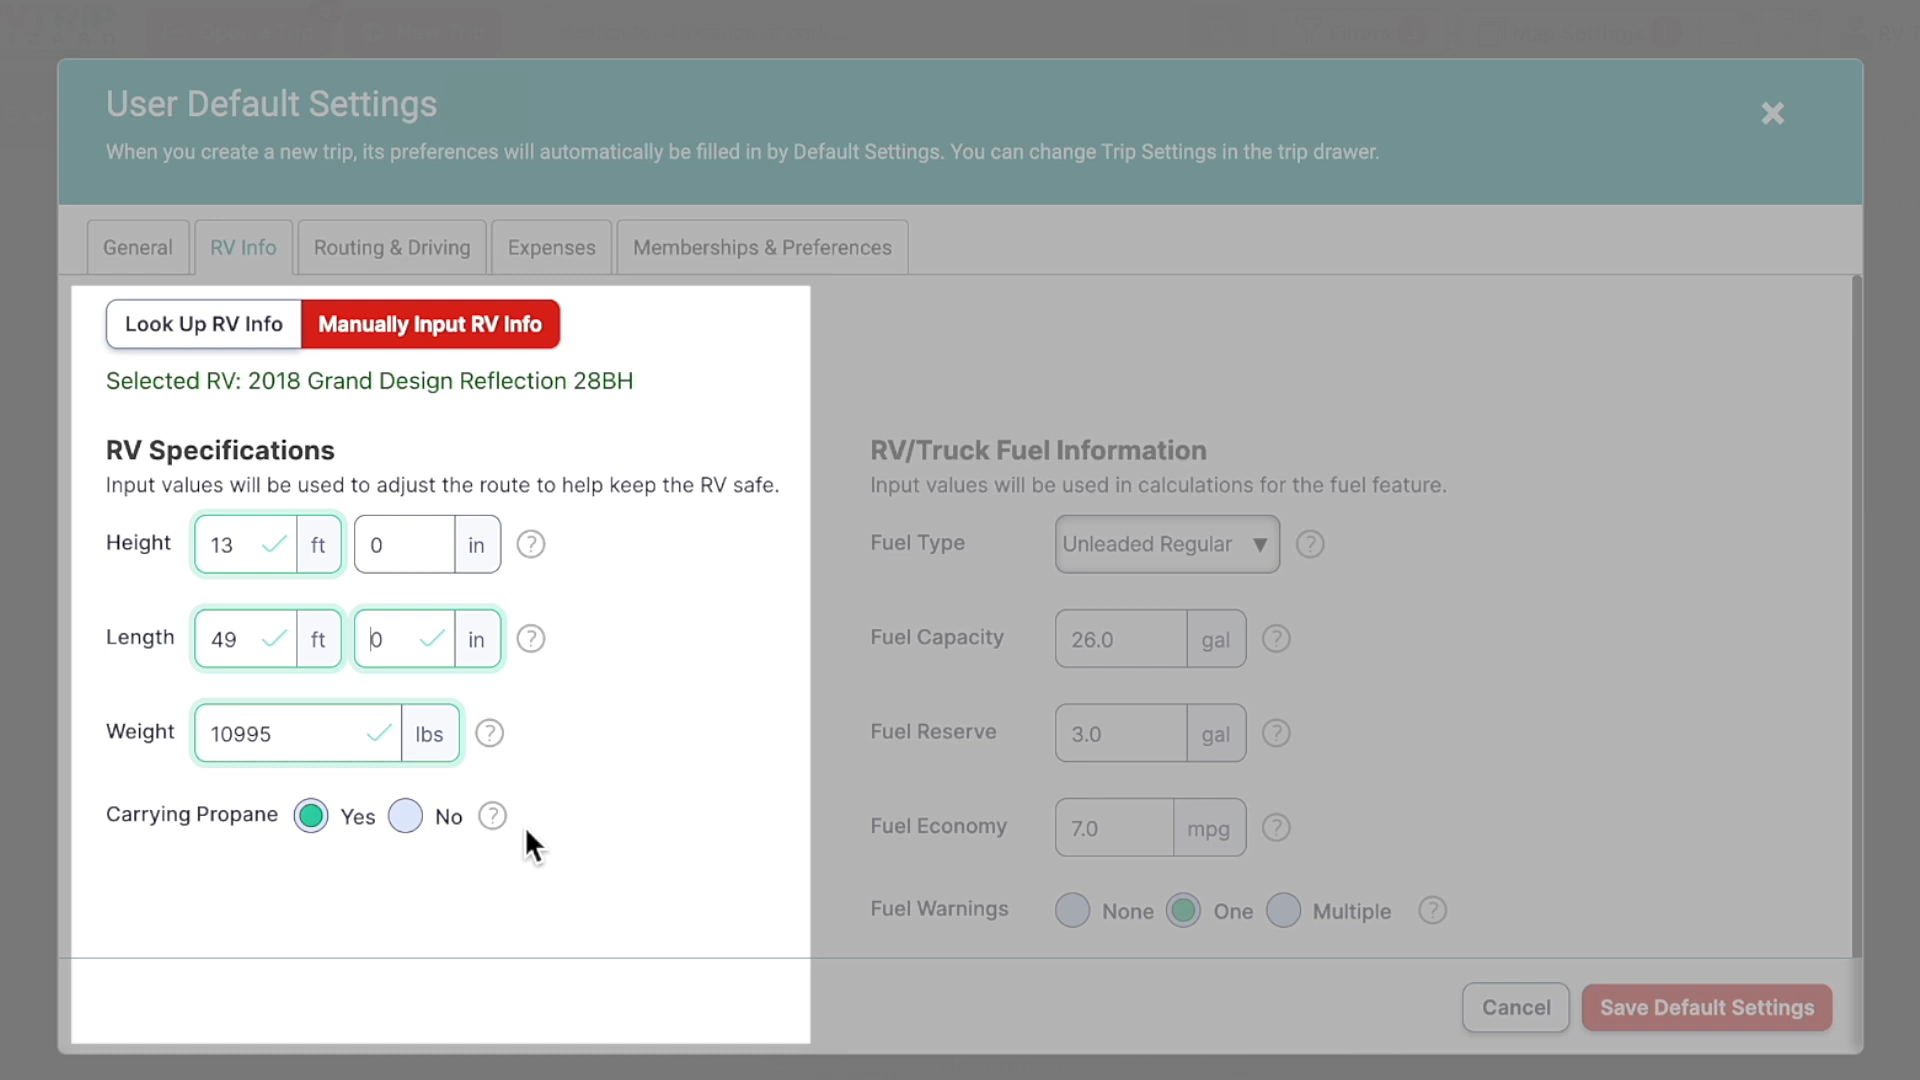 User Default Settings
When you create a new trip, its preferences will automatically be filled in by Default Settings. You can change Trip Settings in the trip drawer.
General
RV Info
Routing & Driving
Expenses
Memberships & Preferences
Look Up RV Info
Manually Input RV Info
Selected RV: 2018 Grand Design Reflection 28BH
RV Specifications
Input values will be used to adjust the route to help keep the RV safe.
Height 13 ft 0 in ?
Length 49 ft 0 in ?
Weight 10995 lbs ?
Carrying Propane Yes No ?
RV/Truck Fuel Information
Input values will be used in calculations for the fuel feature.
Fuel Type Unleaded Regular ?
Fuel Capacity 26.0 gal ?
Fuel Reserve 3.0 gal ?
Fuel Economy 7.0 mpg ?
Fuel Warnings None One Multiple ?
Cancel
Save Default Settings